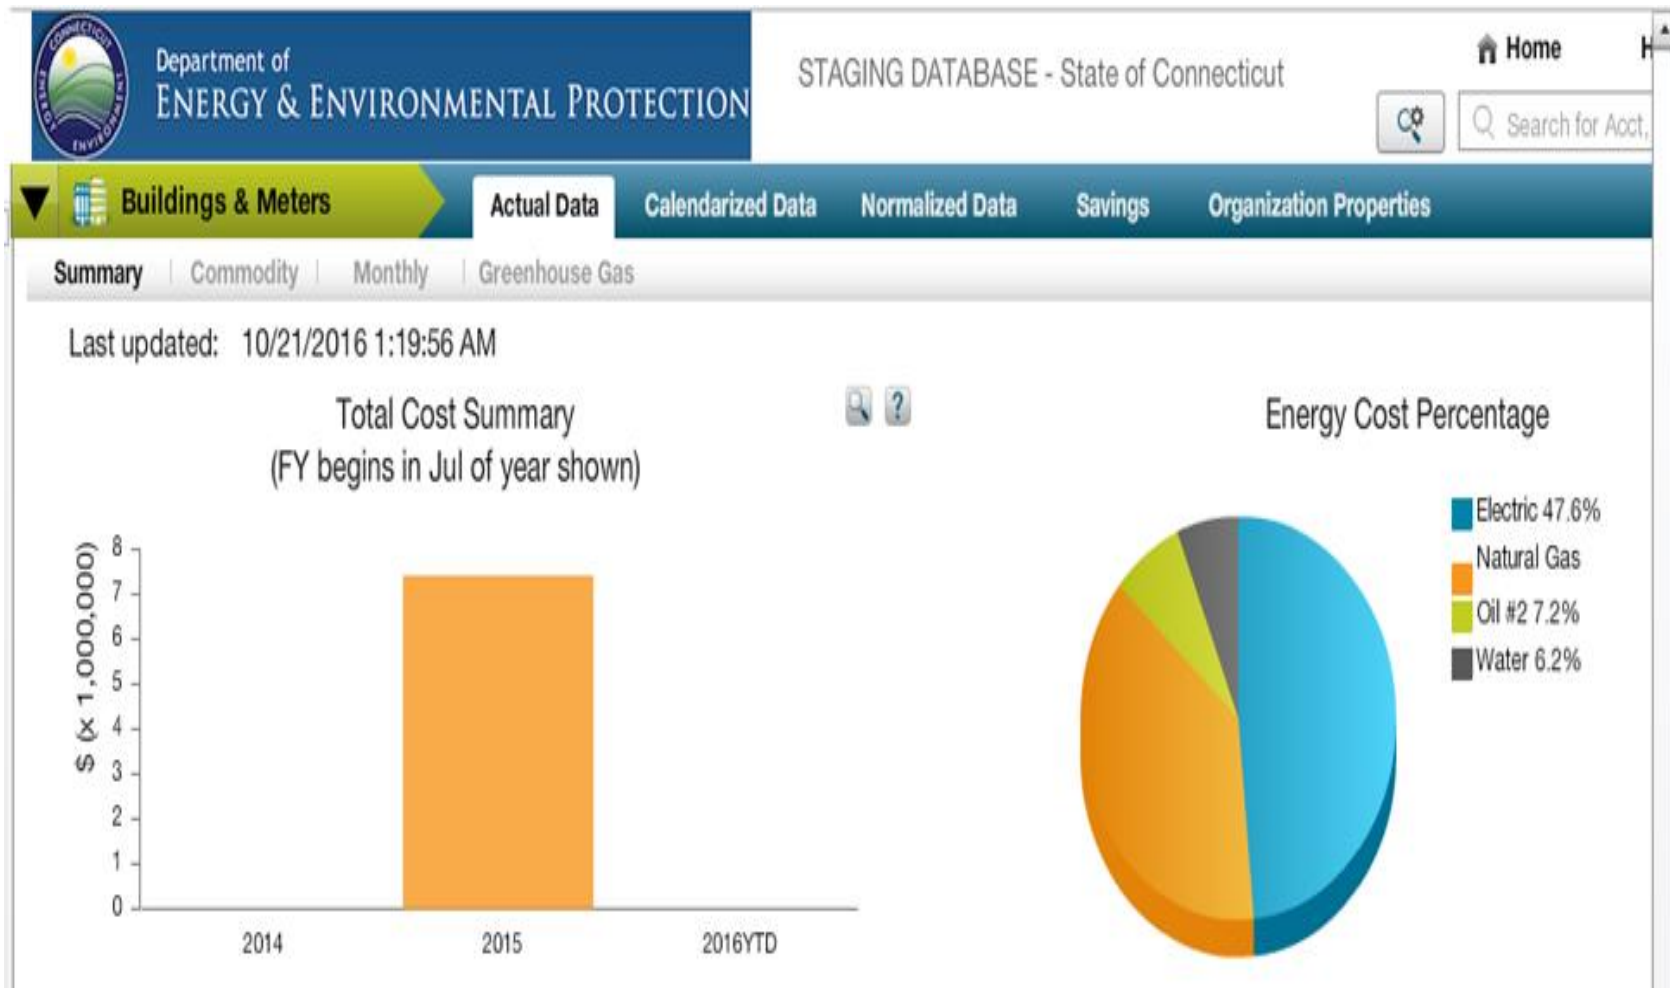 CONNECTICUT
ENERGY
ENVIRONMENT
Department of
ENERGY & ENVIRONMENTAL PROTECTION
STAGING DATABASE - State of Connecticut
Home
H
Search for Acct,
Buildings & Meters
Actual Data
Calendarized Data
Normalized Data
Savings
Organization Properties
Summary
Commodity
Monthly
Greenhouse Gas
Last updated: 10/21/2016 1:19:56 AM
Total Cost Summary
(FY begins in Jul of year shown)
?
$ (x 1,000,000)
8
7
6
5
4
3
2
1
0
2014
2015
2016YTD
Energy Cost Percentage
Electric 47.6%
Natural Gas
Oil #2 7.2%
Water 6.2%